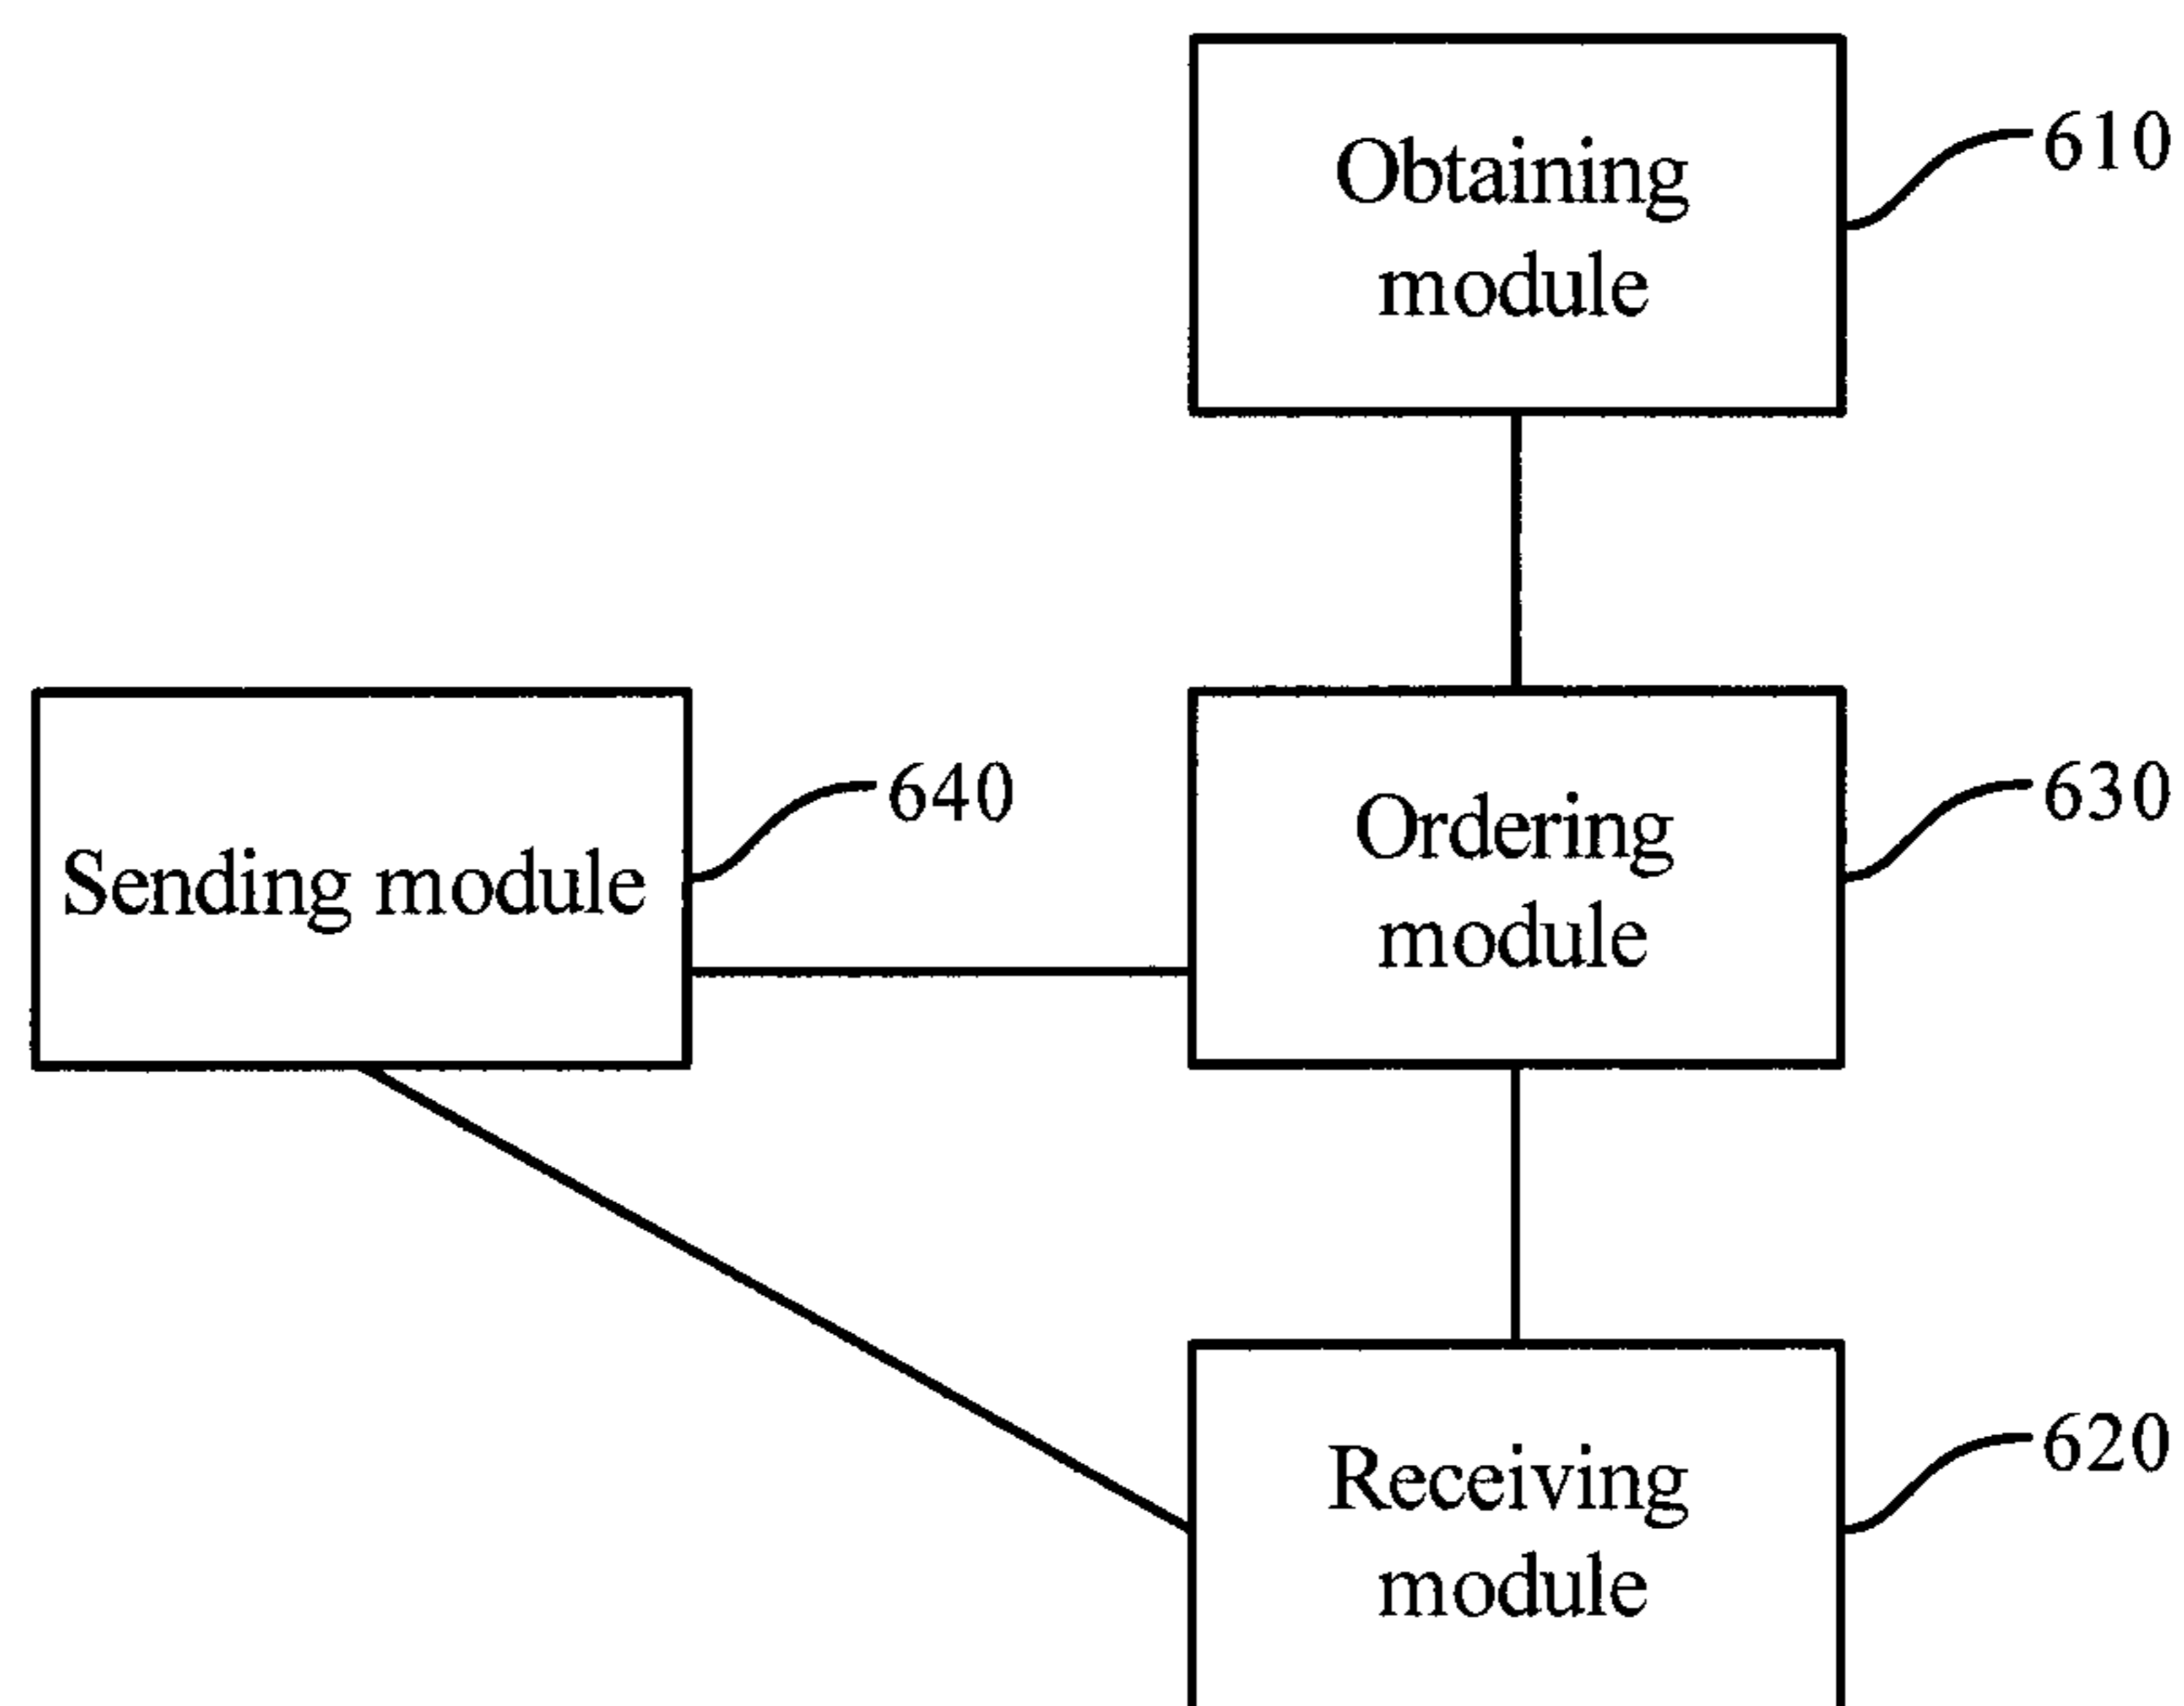 Obtaining
module
610
Sending module
640
Ordering
module
630
Receiving
module
620